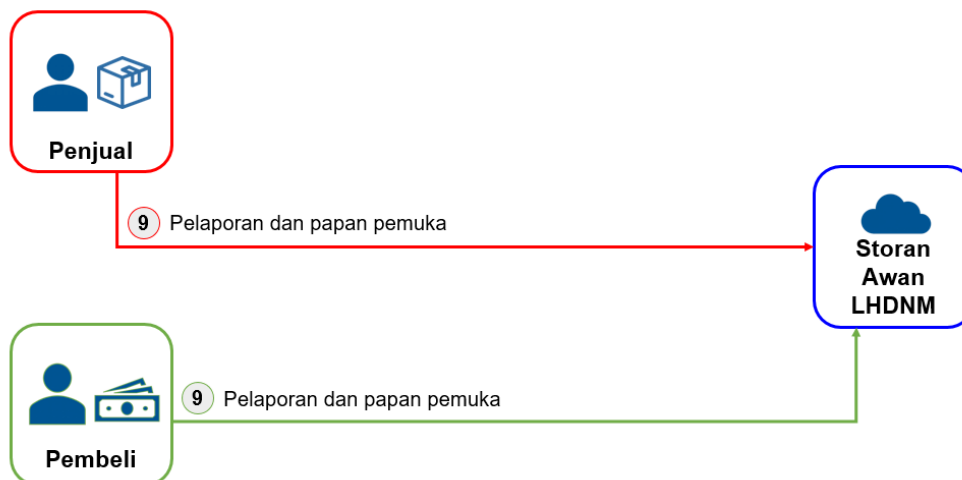 Penjual
9 Pelaporan dan papan pemuka
Storan
Awan
LHDNM
9 Pelaporan dan papan pemuka
Pembeli